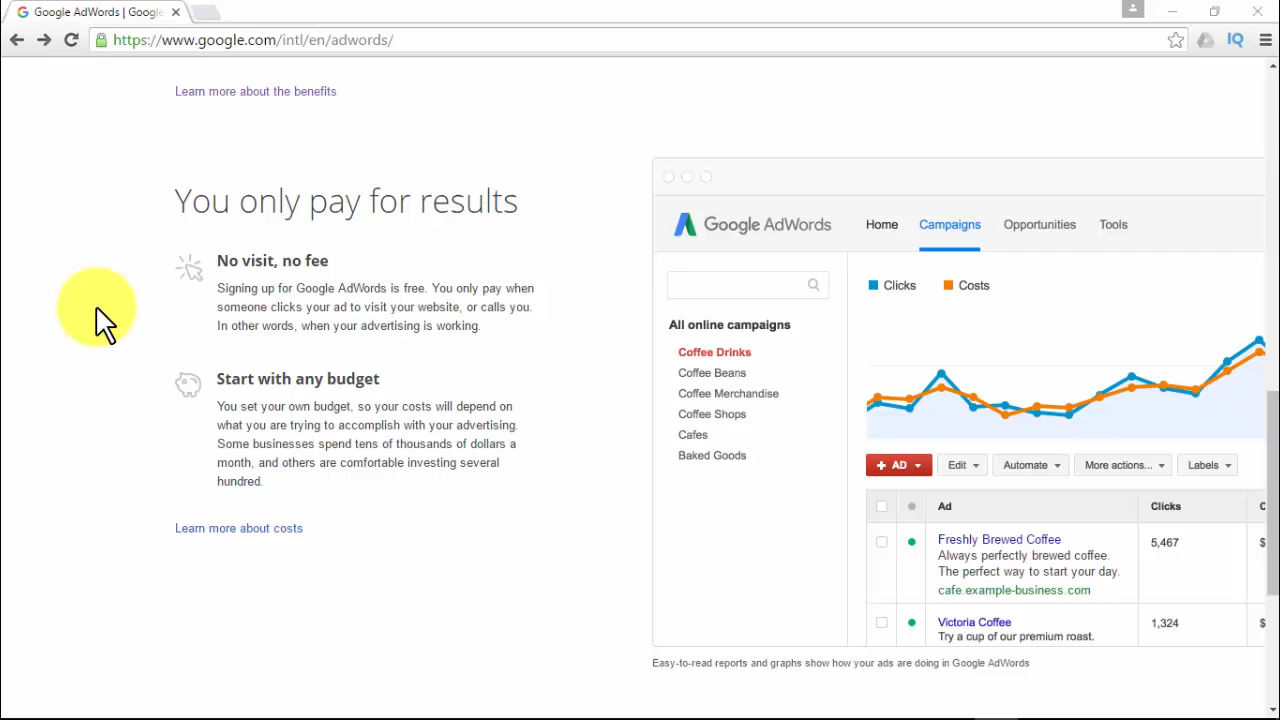 Google AdWords | Google
https://www.google.com/intl/en/adwords/
IQ
Learn more about the benefits
You only pay for results
No visit, no fee
Signing up for Google AdWords is free. You only pay when
someone clicks your ad to visit your website, or calls you.
In other words, when your advertising is working.
Start with any budget
You set your own budget, so your costs will depend on
what you are trying to accomplish with your advertising.
Some businesses spend tens of thousands of dollars a
month, and others are comfortable investing several
hundred.
Learn more about costs
Google AdWords Home Campaigns Opportunities Tools
Clicks Costs
All online campaigns
Coffee Drinks
Coffee Beans
Coffee Merchandise
Coffee Shops
Cafes
Baked Goods
+ AD Edit Automate More actions... Labels
Ad Clicks C
Freshly Brewed Coffee 5,467 $
Always perfectly brewed coffee.
The perfect way to start your day.
cafe.example-business.com
Victoria Coffee 1,324 $
Try a cup of our premium roast.
Easy-to-read reports and graphs show how your ads are doing in Google AdWords